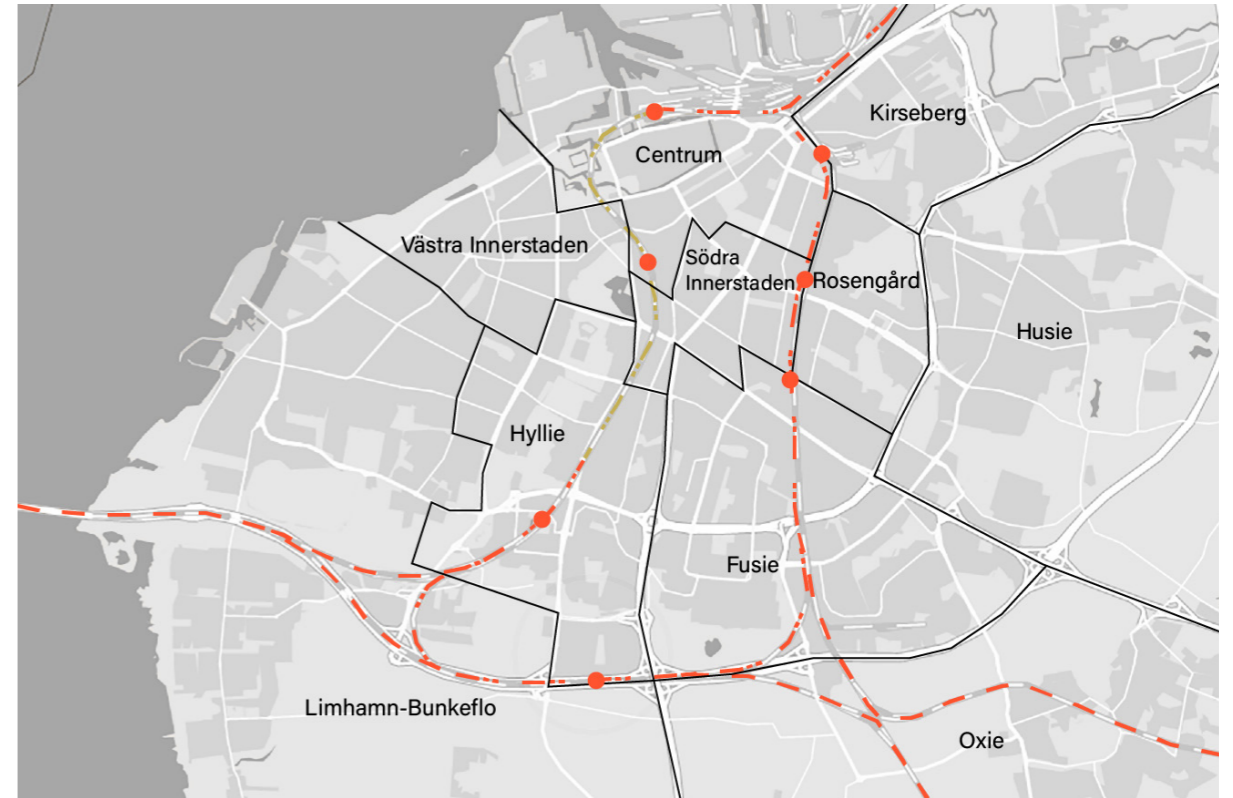 Kirseberg
Centrum
Västra Innerstaden
Södra
Innerstaden
Rosengård
Husie
Hyllie
Fusie
Limhamn-Bunkeflo
Oxie